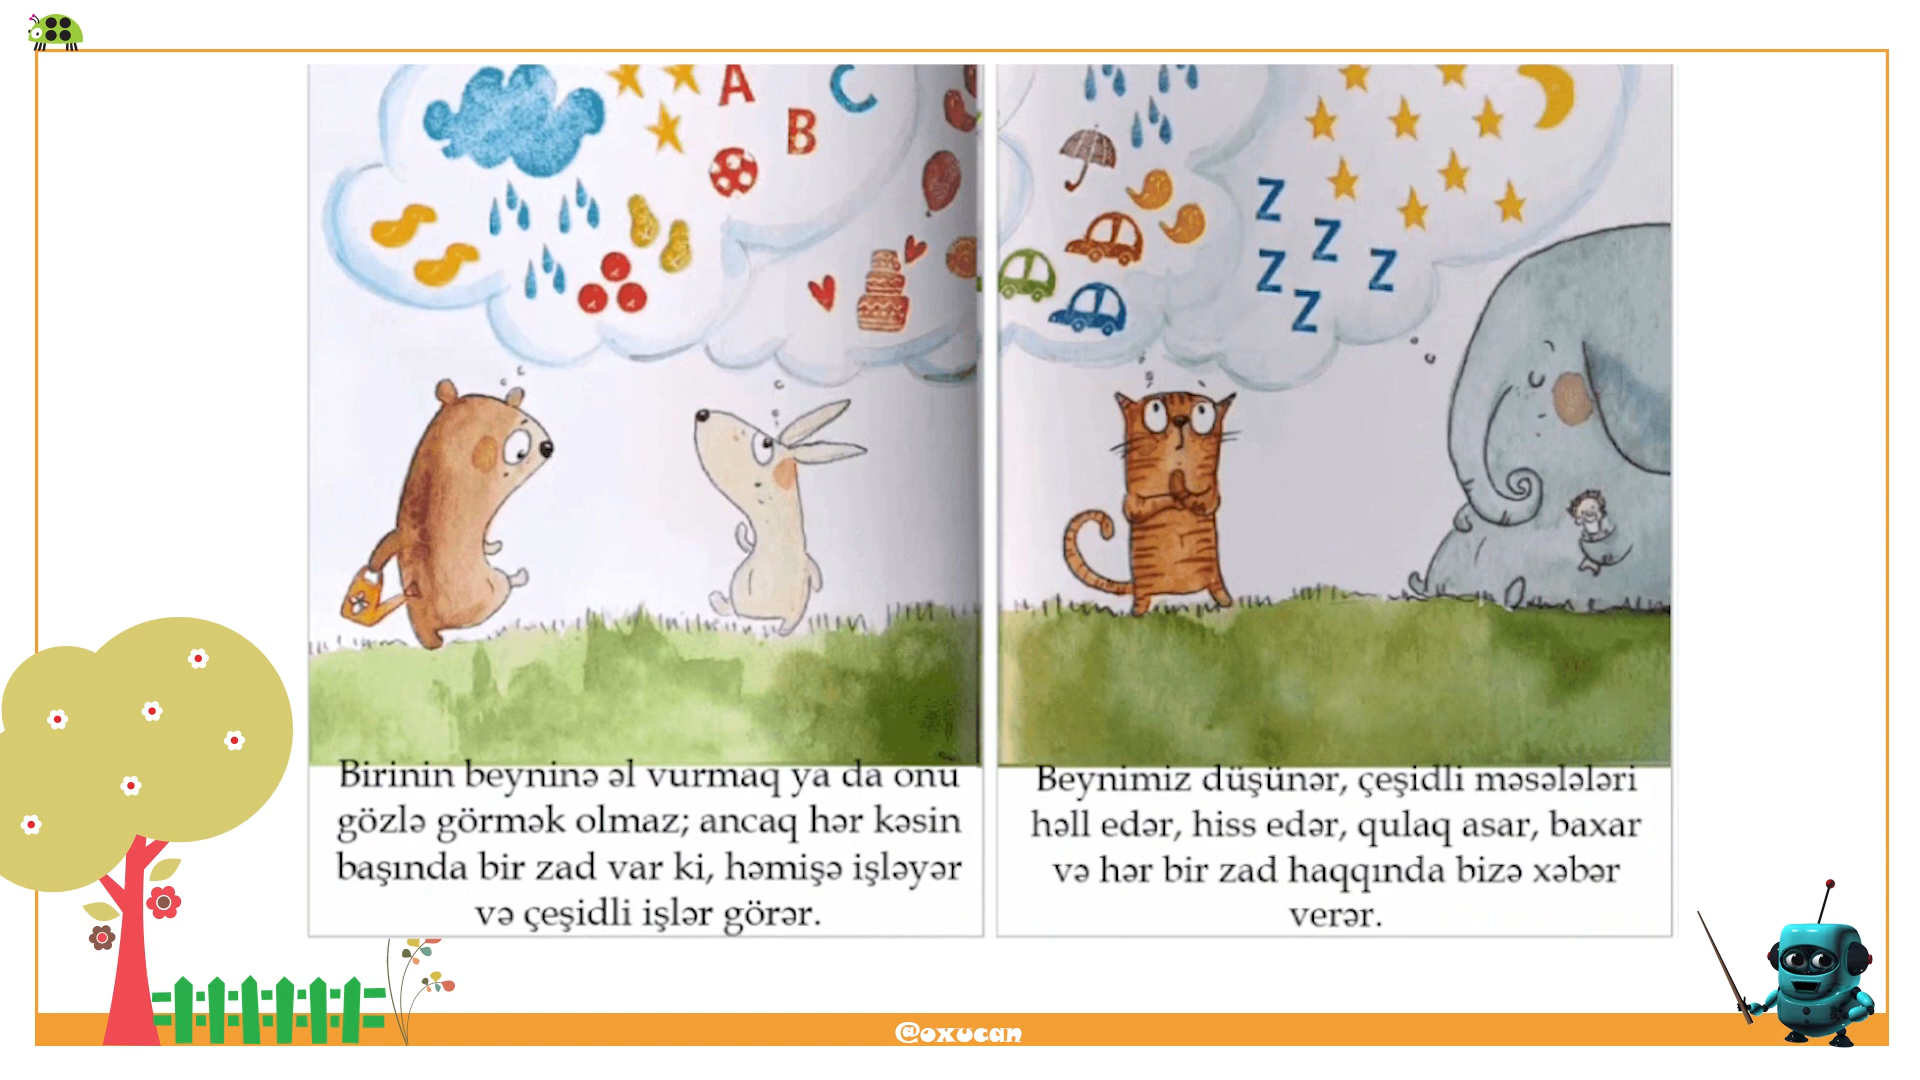 A
C
B
Z
Z
Z
Z
Z
Birinin beyninə əl vurmaq ya da onu
gözlə görmək olmaz; ancaq hər kəsin
başında bir zad var ki, həmişə işləyər
və çeşidli işlər görər.
Beynimiz düşünər, çeşidli məsələləri
həll edər, hiss edər, qulaq asar, baxar
və hər bir zad haqqında bizə xəbər
verər.
@oxucan